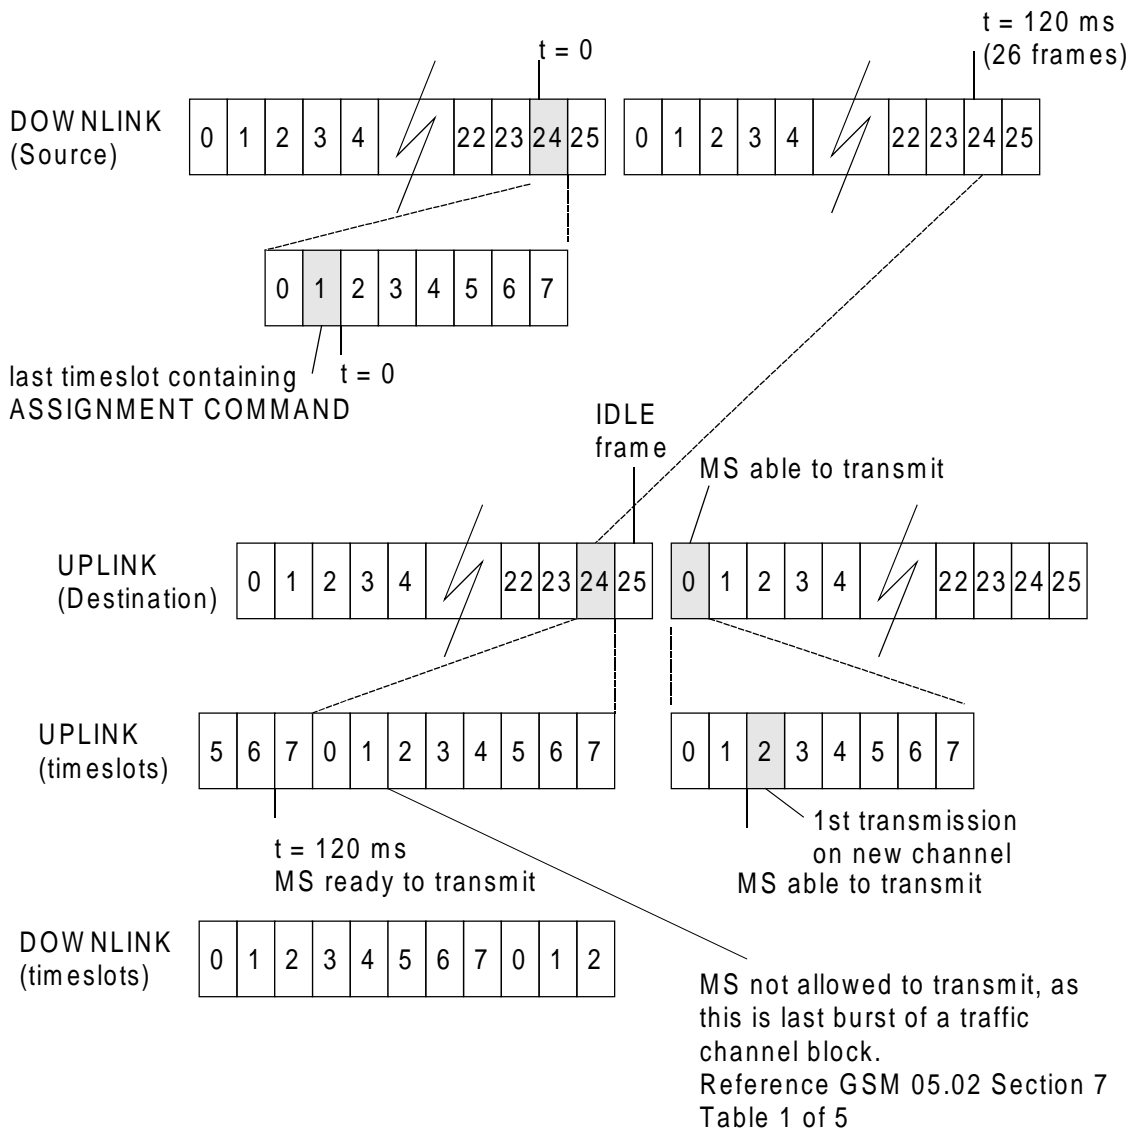 t = 120 ms
(26 frames)
t = 0
DOWNLINK
(Source)
0 1 2 3 4 22 23 24 25
0 1 2 3 4 22 23 24 25
0 1 2 3 4 5 6 7
last timeslot containing
ASSIGNMENT COMMAND
t = 0
IDLE
frame
MS able to transmit
UPLINK
(Destination)
0 1 2 3 4 22 23 24 25
0 1 2 3 4 22 23 24 25
UPLINK
(timeslots)
5 6 7 0 1 2 3 4 5 6 7
0 1 2 3 4 5 6 7
t = 120 ms
MS ready to transmit
1st transmission
on new channel
MS able to transmit
DOWNLINK
(timeslots)
0 1 2 3 4 5 6 7 0 1 2
MS not allowed to transmit, as
this is last burst of a traffic
channel block.
Reference GSM 05.02 Section 7
Table 1 of 5